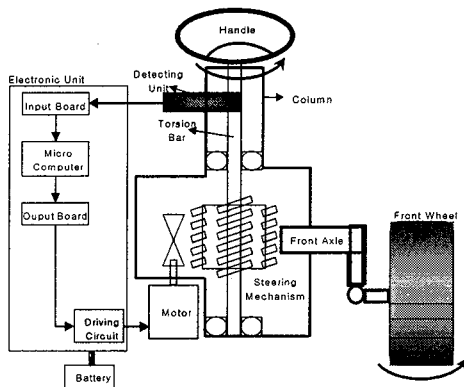 Handle
Detecting
Unit
Electronic Unit
Input Board
Column
Torsion
Bar
Micro
Computer
Ouput Board
Front Wheel
Front Axle
Steering
Mechanism
Motor
Driving
Circuit
Battery